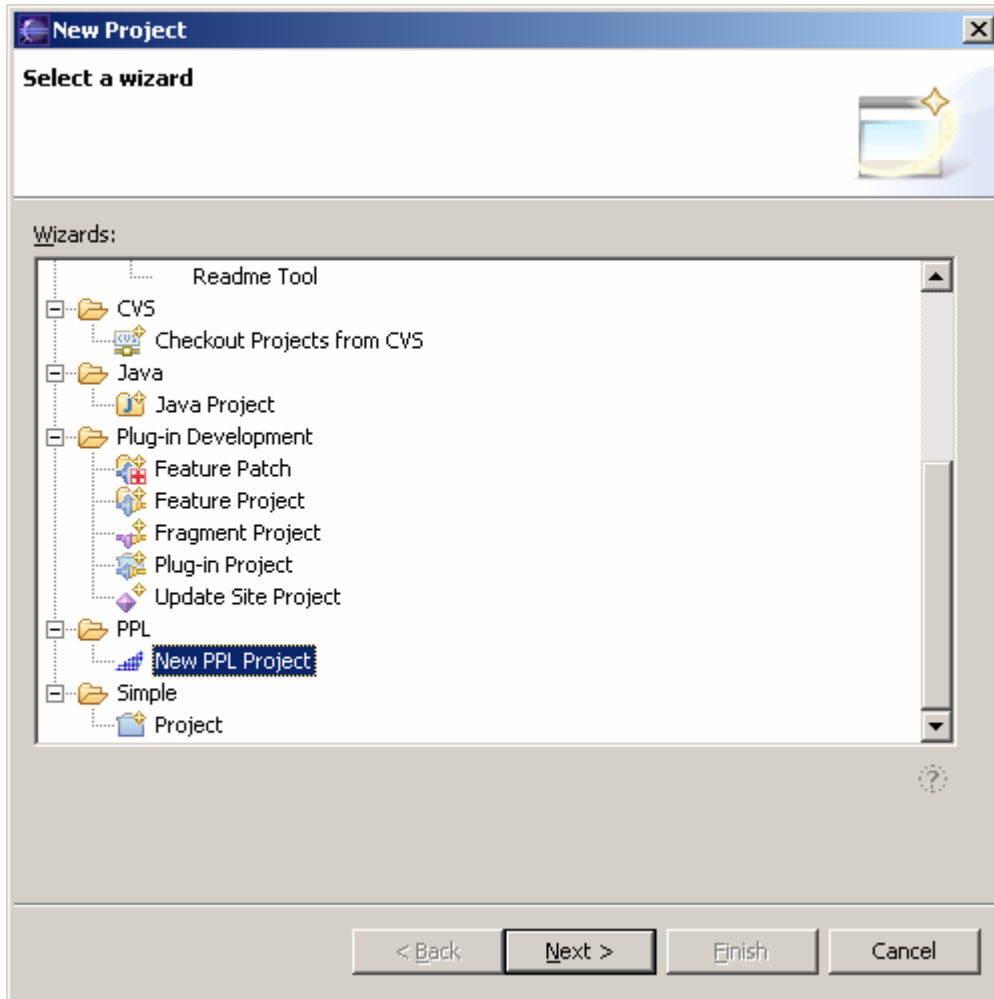 New Project
Select a wizard
Wizards:
Readme Tool
CVS
Checkout Projects from CVS
Java
Java Project
Plug-in Development
Feature Patch
Feature Project
Fragment Project
Plug-in Project
Update Site Project
PPL
New PPL Project
Simple
Project
< Back Next > Finish Cancel